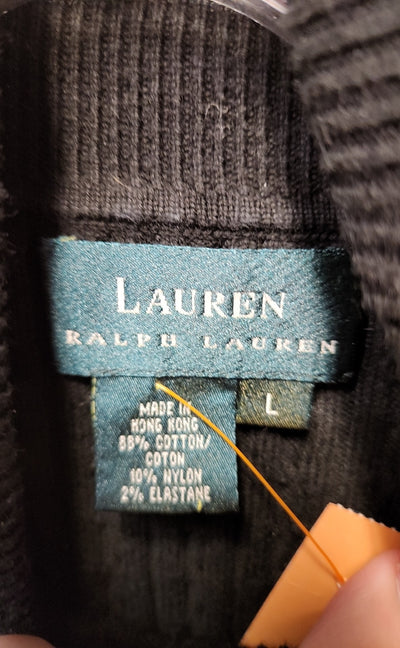 LAUREN
RALPH LAUREN
L
MADE IN
HONG KONG
88% COTTON/
COTON
10% NYLON
2% ELASTANE